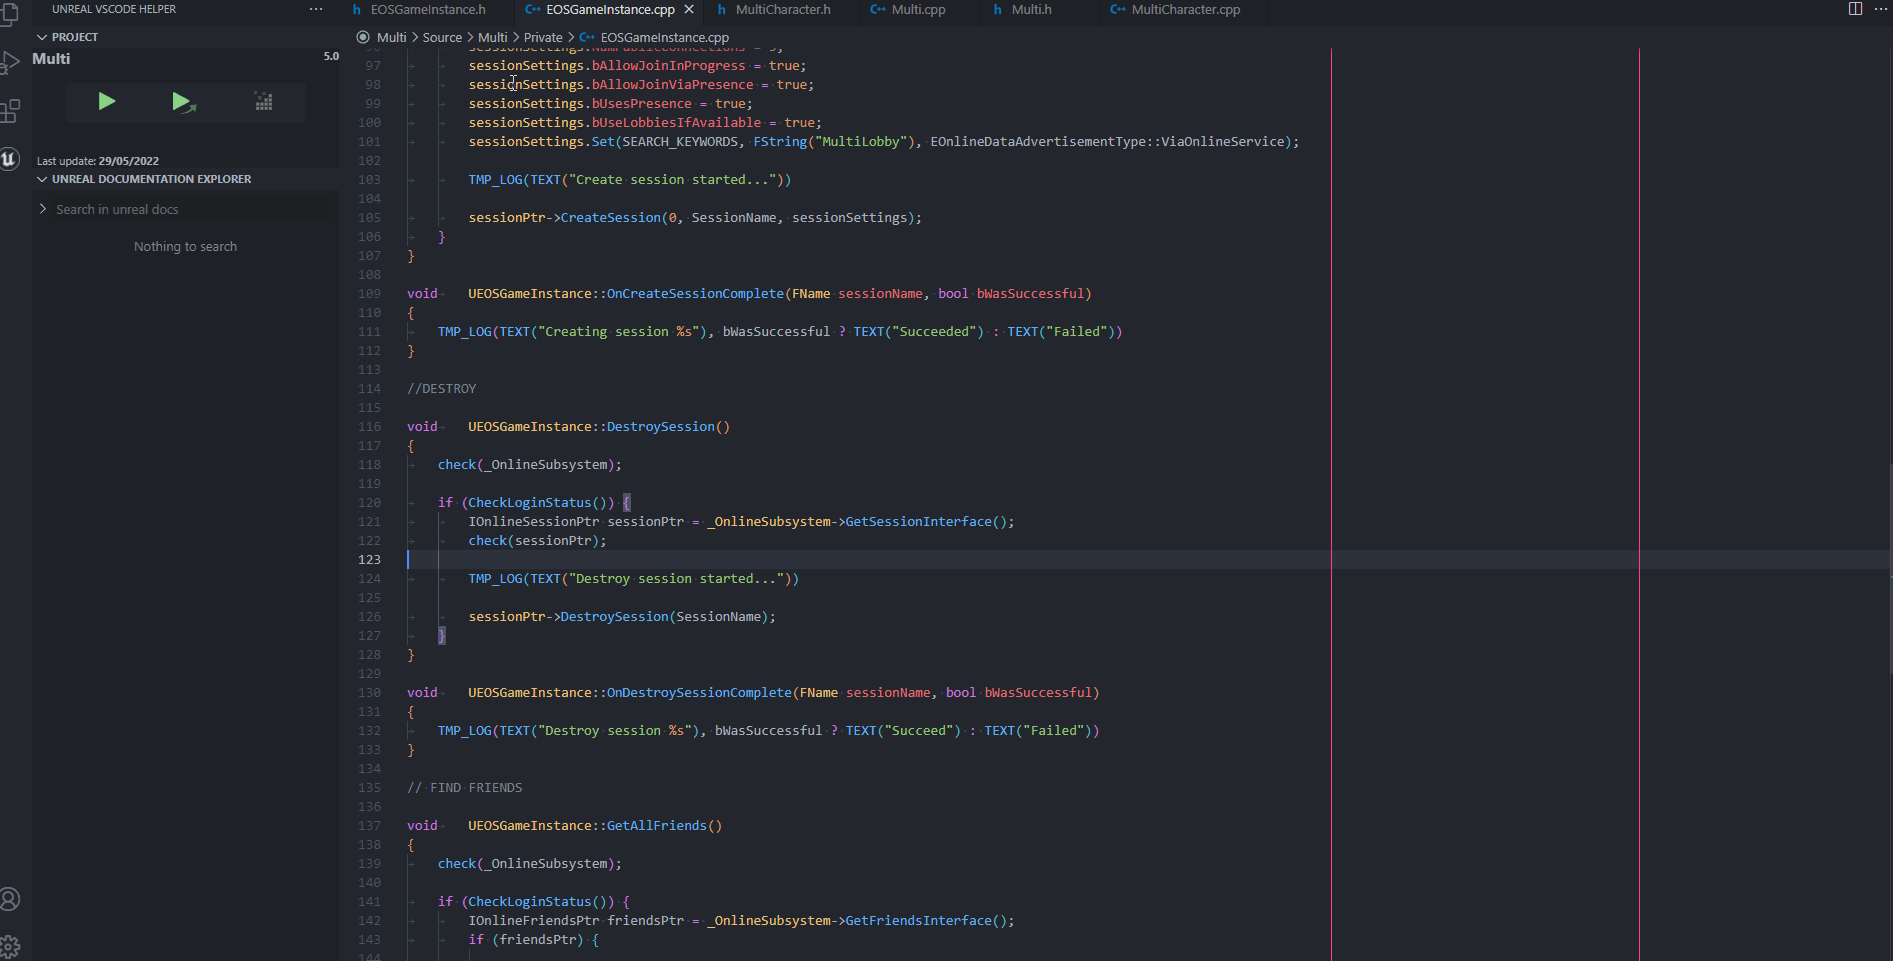 UNREAL VSCODE HELPER ···
PROJECT
Multi 5.0
Last update: 29/05/2022
UNREAL DOCUMENTATION EXPLORER
Search in unreal docs
Nothing to search
h EOSGameInstance.h C++ EOSGameInstance.cpp × h MultiCharacter.h C++ Multi.cpp h Multi.h C++ MultiCharacter.cpp ···
Multi > Source > Multi > Private > C++ EOSGameInstance.cpp
97 sessionSettings.bAllowJoinInProgress = true;
98 sessionSettings.bAllowJoinViaPresence = true;
99 sessionSettings.bUsesPresence = true;
100 sessionSettings.bUseLobbiesIfAvailable = true;
101 sessionSettings.Set(SEARCH_KEYWORDS, FString("MultiLobby"), EOnlineDataAdvertisementType::ViaOnlineService);
102
103 TMP_LOG(TEXT("Create session started..."))
104
105 sessionPtr->CreateSession(0, SessionName, sessionSettings);
106 }
107 }
108
109 void UEOSGameInstance::OnCreateSessionComplete(FName sessionName, bool bWasSuccessful)
110 {
111 TMP_LOG(TEXT("Creating session %s"), bWasSuccessful ? TEXT("Succeeded") : TEXT("Failed"))
112 }
113
114 //DESTROY
115
116 void UEOSGameInstance::DestroySession()
117 {
118 check(_OnlineSubsystem);
119
120 if (CheckLoginStatus()) {
121 IOnlineSessionPtr sessionPtr = _OnlineSubsystem->GetSessionInterface();
122 check(sessionPtr);
123
124 TMP_LOG(TEXT("Destroy session started..."))
125
126 sessionPtr->DestroySession(SessionName);
127 }
128 }
129
130 void UEOSGameInstance::OnDestroySessionComplete(FName sessionName, bool bWasSuccessful)
131 {
132 TMP_LOG(TEXT("Destroy session %s"), bWasSuccessful ? TEXT("Succeed") : TEXT("Failed"))
133 }
134
135 // FIND FRIENDS
136
137 void UEOSGameInstance::GetAllFriends()
138 {
139 check(_OnlineSubsystem);
140
141 if (CheckLoginStatus()) {
142 IOnlineFriendsPtr friendsPtr = _OnlineSubsystem->GetFriendsInterface();
143 if (friendsPtr) {
144